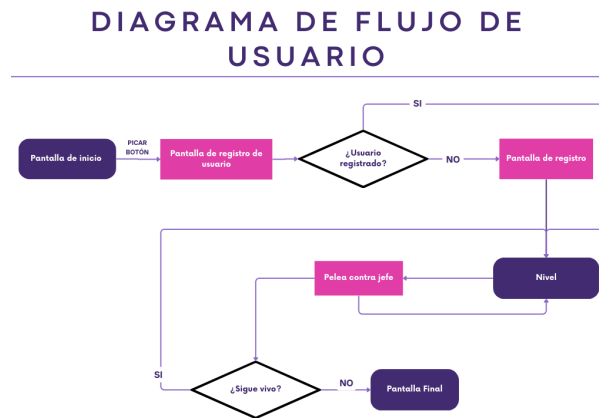 DIAGRAMA DE FLUJO DE
USUARIO
SI
PICAR
BOTÓN
Pantalla de inicio
Pantalla de registro de
usuario
¿Usuario
registrado?
NO
Pantalla de registro
Pelea contra jefe
Nivel
SI
¿Sigue vivo?
NO
Pantalla Final